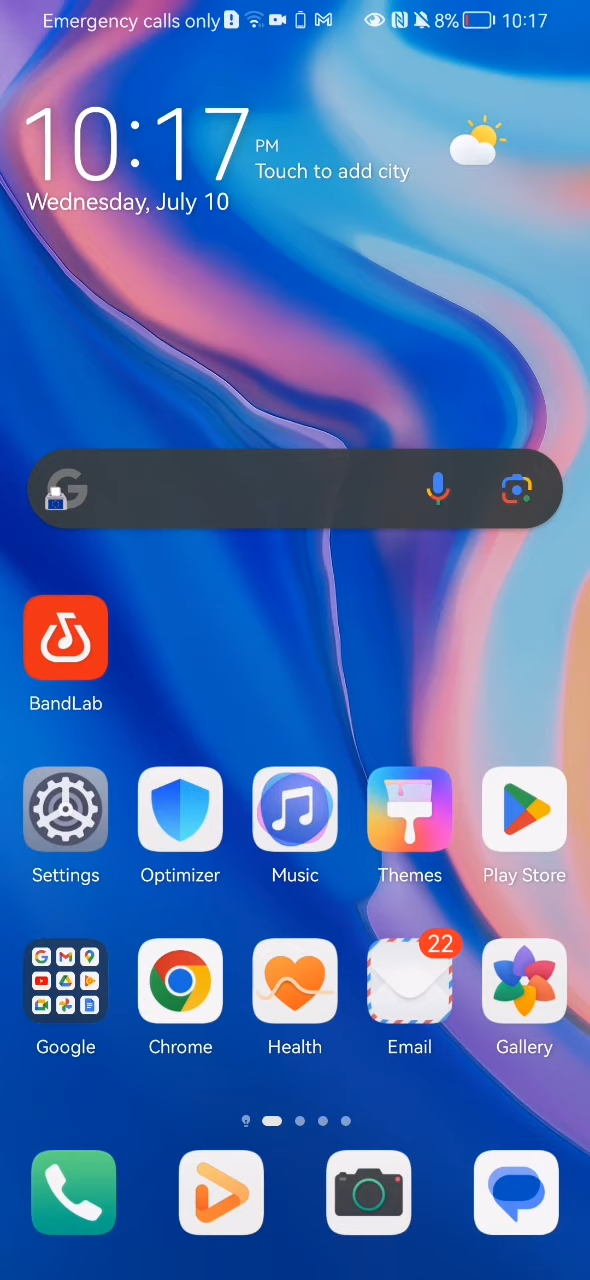 Emergency calls only 8% 10:17
10:17 PM
Touch to add city
Wednesday, July 10
BandLab
Settings Optimizer Music Themes Play Store
22
Google Chrome Health Email Gallery